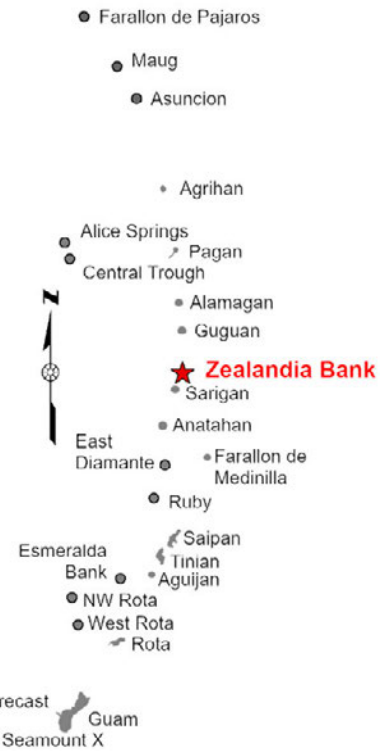 Farallon de Pajaros
Maug
Asuncion
Agrihan
Alice Springs
Pagan
Central Trough
Alamagan
Guguan
N
Zealandia Bank
Sarigan
Anatahan
East
Diamante
Farallon de
Medinilla
Ruby
Saipan
Tinian
Esmeralda
Bank
Aguijan
NW Rota
West Rota
Rota
recast
Guam
Seamount X